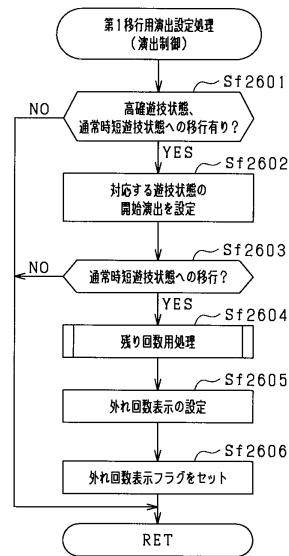 第1移行用演出設定処理
(演出制御)
Sf2601
NO
高確遊技状態、
通常時短遊技状態への移行有り?
YES
Sf2602
対応する遊技状態の
開始演出を設定
Sf2603
NO
通常時短遊技状態への移行?
YES
Sf2604
残り回数用処理
Sf2605
外れ回数表示の設定
Sf2606
外れ回数表示フラグをセット
RET